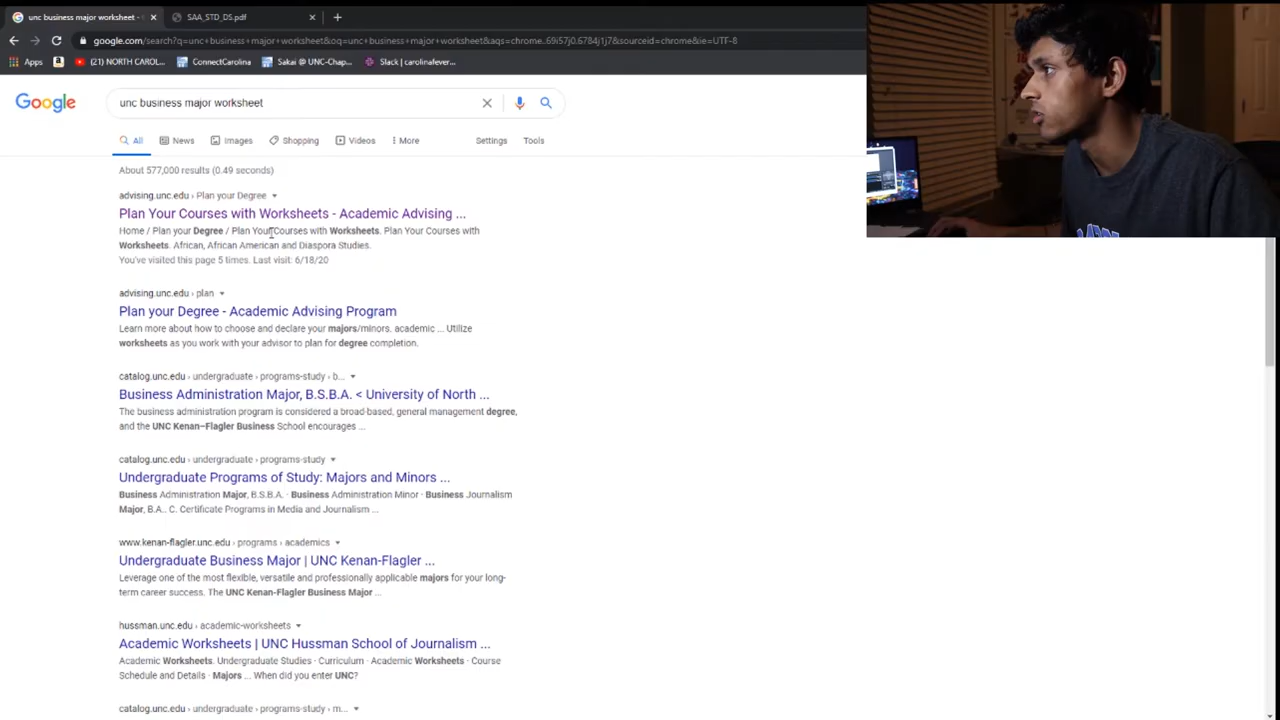 unc business major worksheet -
SAA_STD_DS.pdf
google.com/search?q=unc+business+major+worksheet&oq=unc+business+major+worksheet&aqs=chrome..69i57j0.6784j1j7&sourceid=chrome&ie=UTF-8
Apps
(21) NORTH CAROL...
ConnectCarolina
Sakai @ UNC-Chap...
Slack | carolinafever...
Google
unc business major worksheet
All
News
Images
Shopping
Videos
More
Settings
Tools
About 577,000 results (0.49 seconds)
advising.unc.edu › Plan your Degree
Plan Your Courses with Worksheets - Academic Advising ...
Home / Plan your Degree / Plan Your Courses with Worksheets. Plan Your Courses with
Worksheets. African, African American and Diaspora Studies.
You've visited this page 5 times. Last visit: 6/18/20
advising.unc.edu › plan
Plan your Degree - Academic Advising Program
Learn more about how to choose and declare your majors/minors. academic ... Utilize
worksheets as you work with your advisor to plan for degree completion.
catalog.unc.edu › undergraduate › programs-study › b...
Business Administration Major, B.S.B.A. < University of North ...
The business administration program is considered a broad-based, general management degree,
and the UNC Kenan–Flagler Business School encourages ...
catalog.unc.edu › undergraduate › programs-study
Undergraduate Programs of Study: Majors and Minors ...
Business Administration Major, B.S.B.A. · Business Administration Minor · Business Journalism
Major, B.A.. C. Certificate Programs in Media and Journalism ...
www.kenan-flagler.unc.edu › programs › academics
Undergraduate Business Major | UNC Kenan-Flagler ...
Leverage one of the most flexible, versatile and professionally applicable majors for your long-
term career success. The UNC Kenan-Flagler Business Major ...
hussman.unc.edu › academic-worksheets
Academic Worksheets | UNC Hussman School of Journalism ...
Academic Worksheets. Undergraduate Studies · Curriculum · Academic Worksheets · Course
Schedule and Details · Majors ... When did you enter UNC?
catalog.unc.edu › undergraduate › programs-study › m...